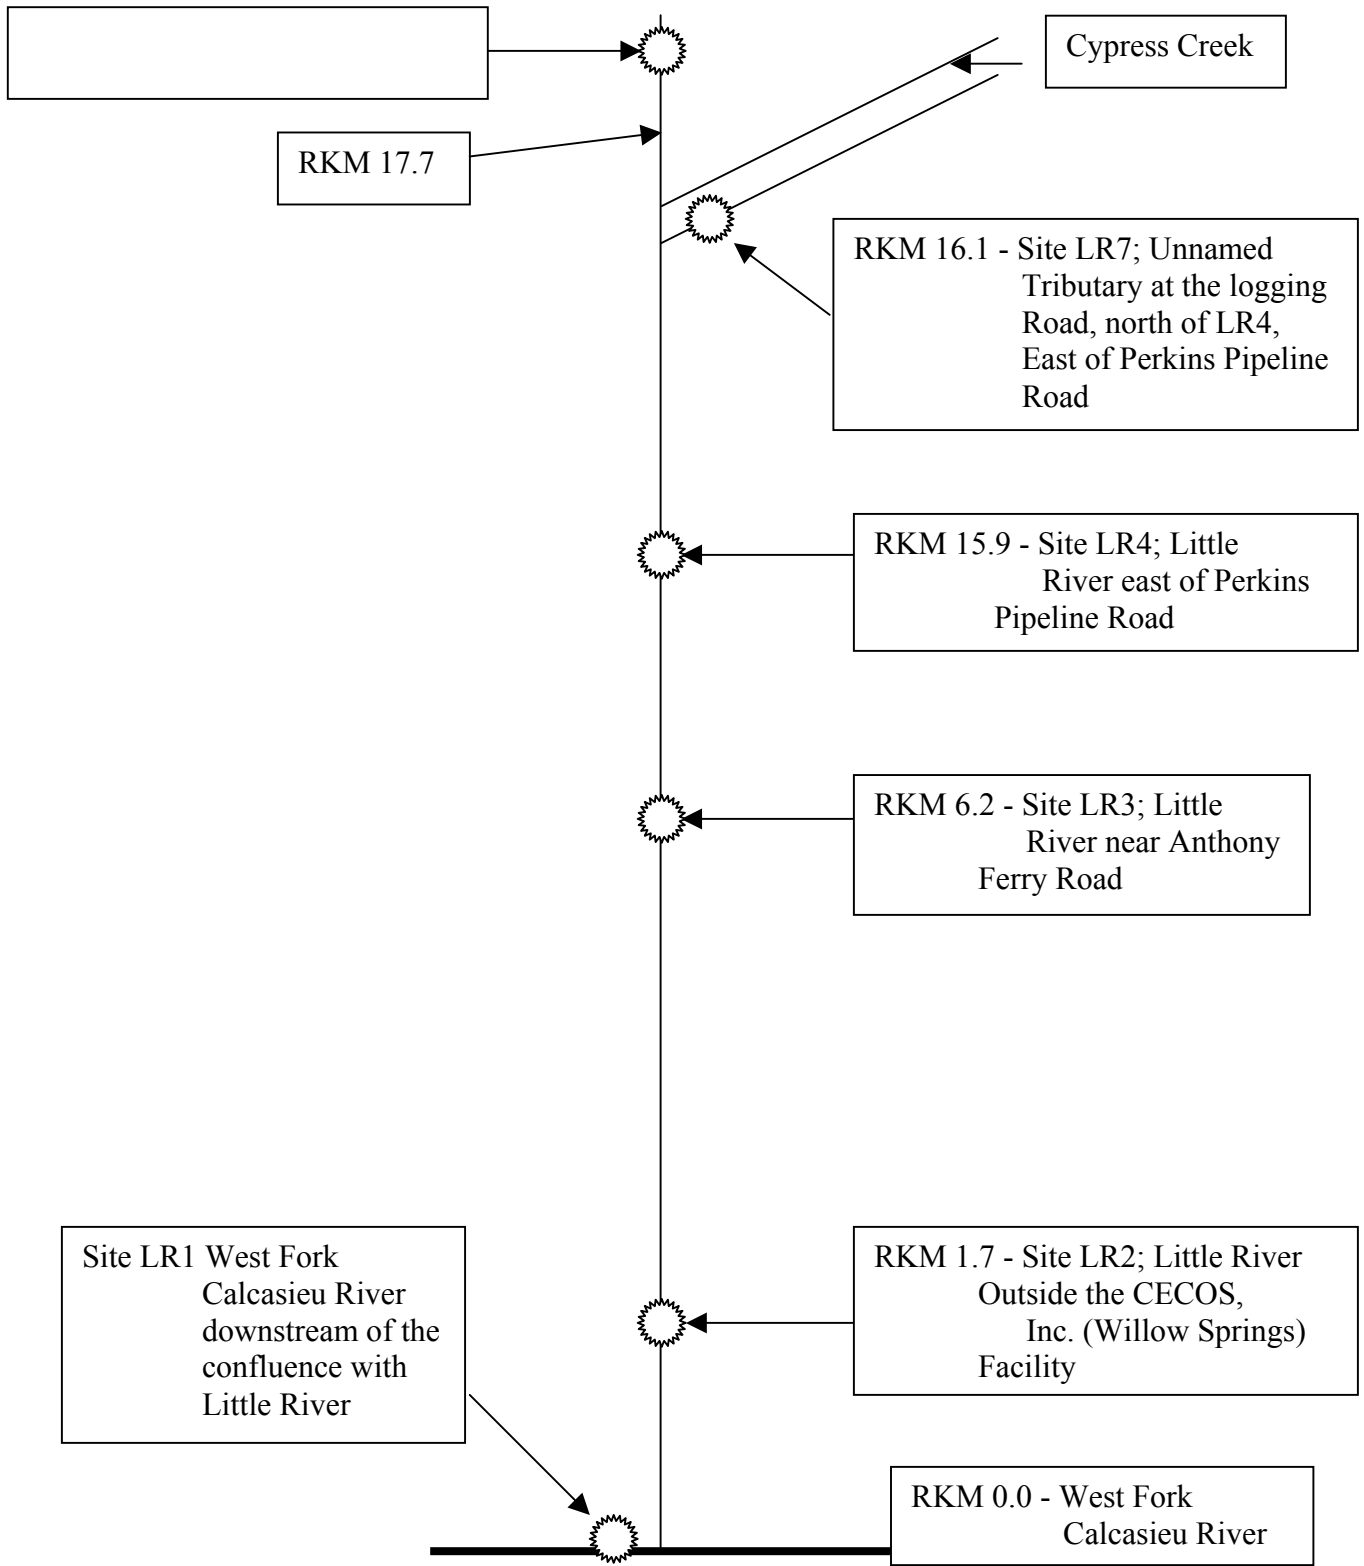 Cypress Creek
RKM 17.7
RKM 16.1 - Site LR7; Unnamed
Tributary at the logging
Road, north of LR4,
East of Perkins Pipeline
Road
RKM 15.9 - Site LR4; Little
River east of Perkins
Pipeline Road
RKM 6.2 - Site LR3; Little
River near Anthony
Ferry Road
Site LR1 West Fork
Calcasieu River
downstream of the
confluence with
Little River
RKM 1.7 - Site LR2; Little River
Outside the CECOS,
Inc. (Willow Springs)
Facility
RKM 0.0 - West Fork
Calcasieu River